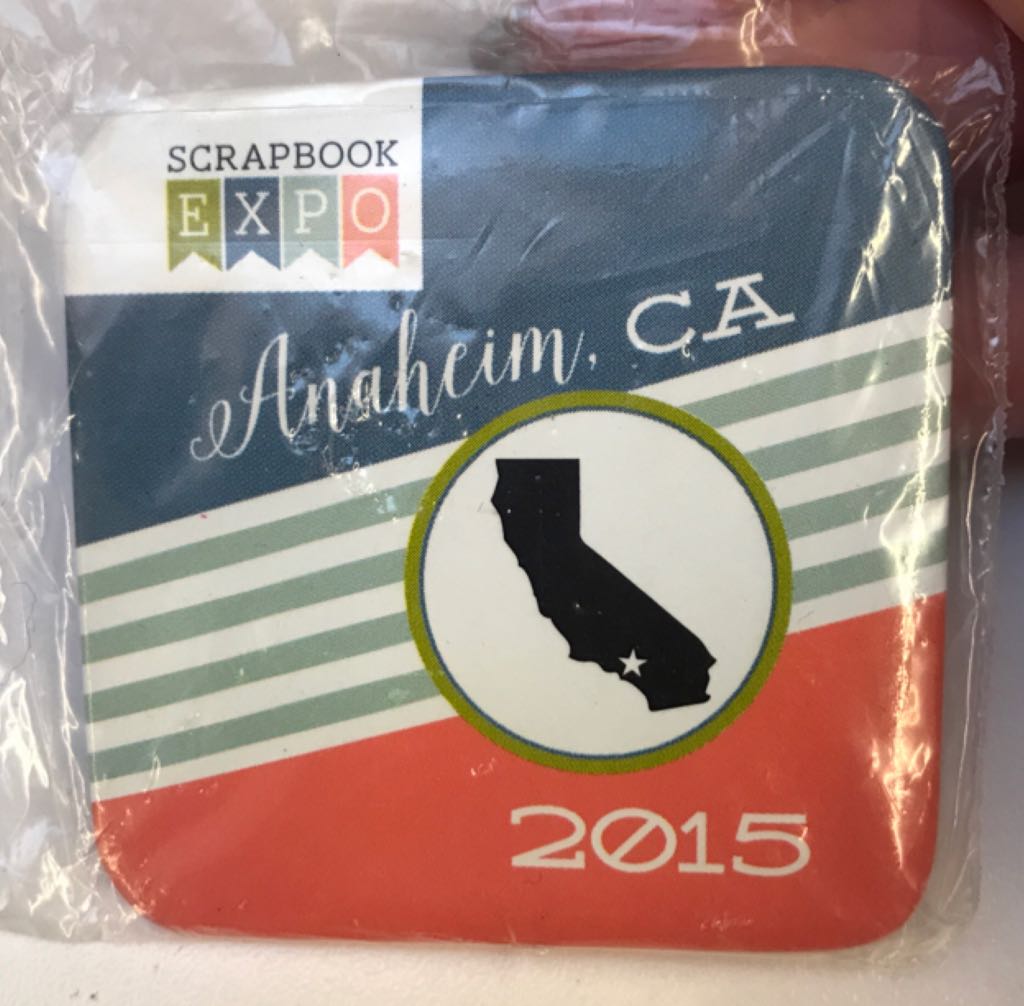 SCRAPBOOK
EXPO
Anaheim, CA
2015